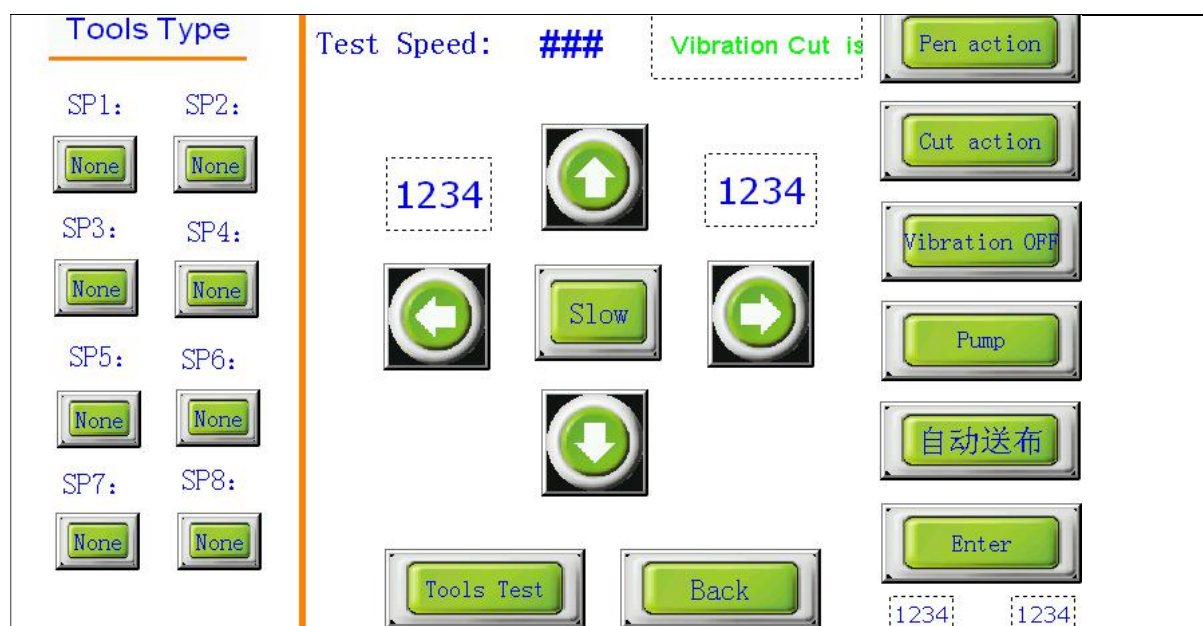 Tools Type
SP1: SP2:
None None
SP3: SP4:
None None
SP5: SP6:
None None
SP7: SP8:
None None
Test Speed: ###
Vibration Cut is
1234 1234
Slow
Tools Test Back
Pen action
Cut action
Vibration OFF
Pump
自动送布
Enter
1234 1234